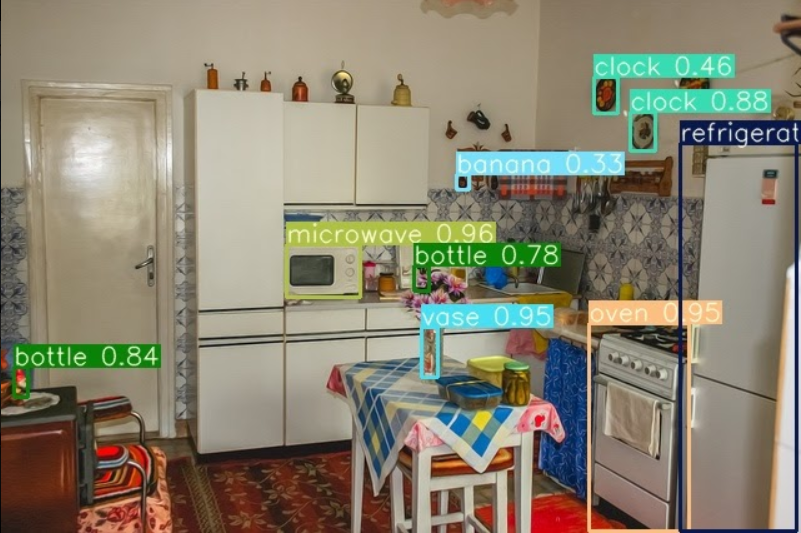 clock 0.46
clock 0.88
refrigerat
banana 0.33
microwave 0.96
bottle 0.78
vase 0.95
oven 0.95
bottle 0.84